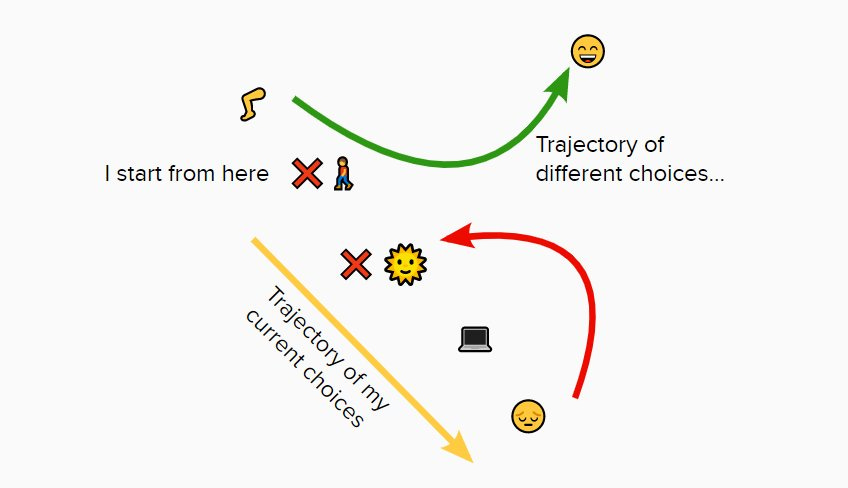 Trajectory of
different choices...
I start from here
Trajectory of my
current choices